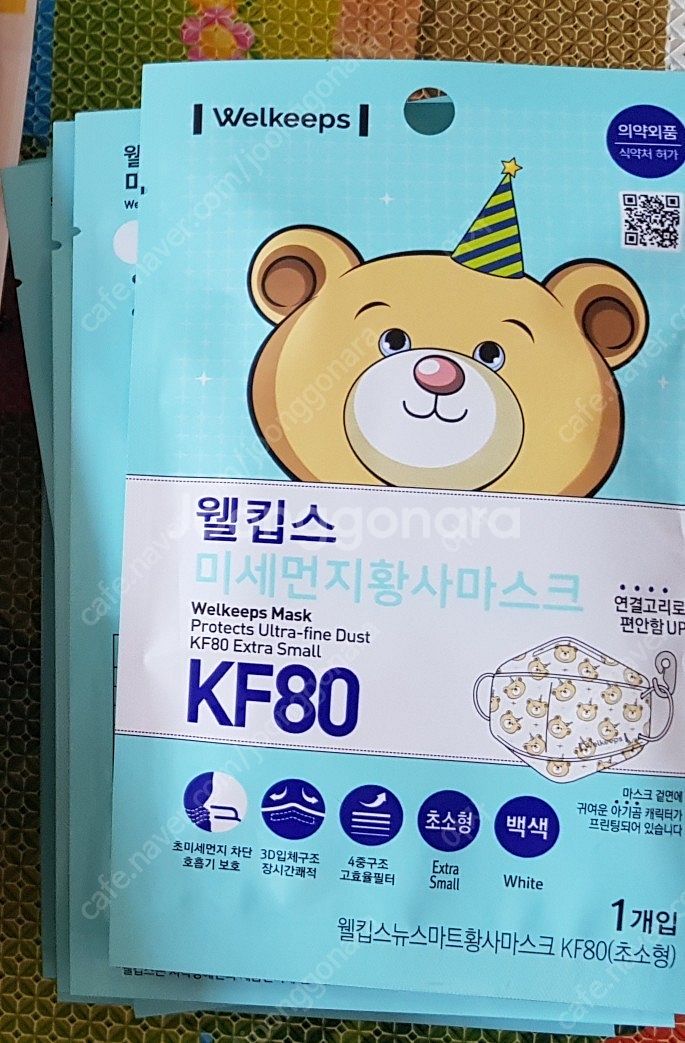 Welkeeps
의약외품
식약처 허가
웰킵스
미세먼지황사마스크
Welkeeps Mask
Protects Ultra-fine Dust
KF80 Extra Small
KF80
연결고리로
편안함 UP
마스크 겉면에
귀여운 아기곰 캐릭터가
프린팅되어 있습니다
초미세먼지 차단
호흡기 보호
3D입체구조
장시간쾌적
4중구조
고효율필터
초소형
Extra
Small
백색
White
1개입
웰킵스뉴스마트황사마스크 KF80(초소형)
joonggonara
cafe.naver.com/joonggonara